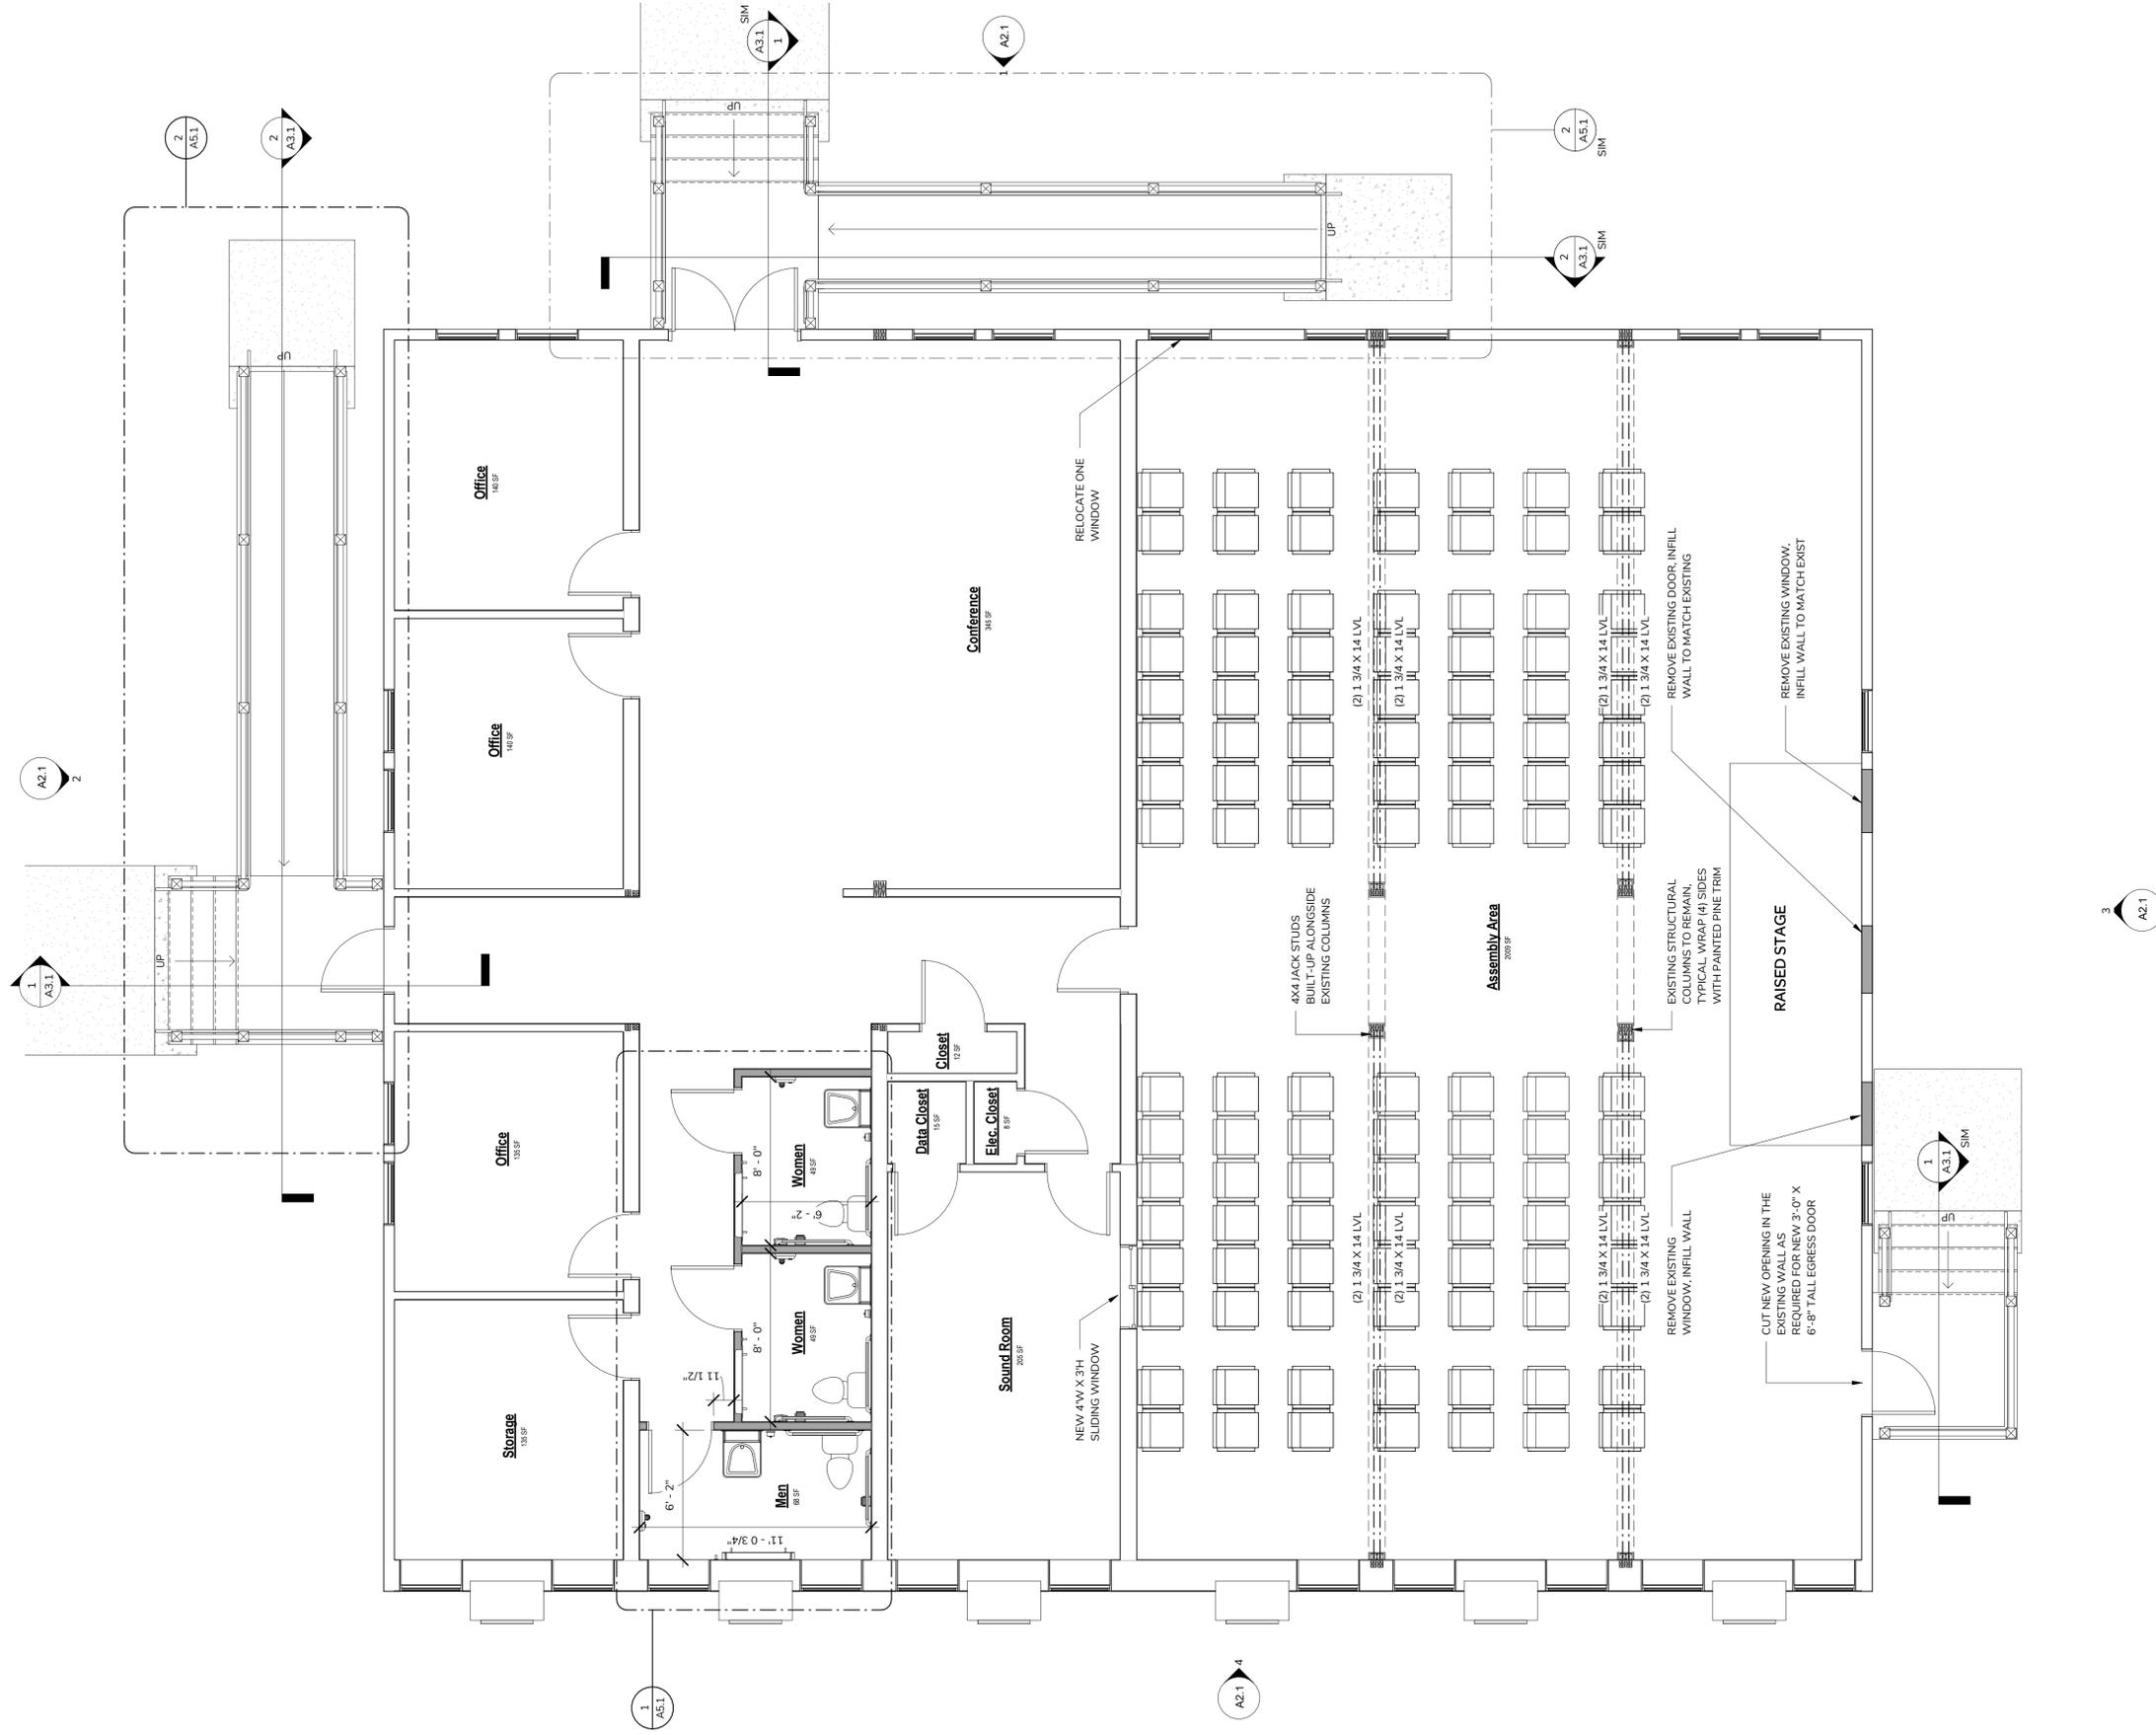 2
A5.1
2
A3.1
A3.1
1
SIM
A2.1
1
2
A5.1
SIM
2
A3.1
SIM
UP
UP
UP
UP
UP
A2.1
2
1
A3.1
Office
140 SF
Office
140 SF
Office
135 SF
Storage
135 SF
Conference
345 SF
RELOCATE ONE
WINDOW
Closet
12 SF
Data Closet
15 SF
Elec. Closet
8 SF
Women
49 SF
8' - 0"
6' - 2"
Women
49 SF
8' - 0"
11 1/2"
Men
68 SF
6' - 2"
11' - 0 3/4"
Sound Room
205 SF
NEW 4'W X 3'H
SLIDING WINDOW
4X4 JACK STUDS
BUILT-UP ALONGSIDE
EXISTING COLUMNS
(2) 1 3/4 X 14 LVL
(2) 1 3/4 X 14 LVL
(2) 1 3/4 X 14 LVL
(2) 1 3/4 X 14 LVL
(2) 1 3/4 X 14 LVL
(2) 1 3/4 X 14 LVL
(2) 1 3/4 X 14 LVL
(2) 1 3/4 X 14 LVL
Assembly Area
2009 SF
REMOVE EXISTING DOOR, INFILL
WALL TO MATCH EXISTING
REMOVE EXISTING WINDOW,
INFILL WALL TO MATCH EXIST
EXISTING STRUCTURAL
COLUMNS TO REMAIN,
TYPICAL. WRAP (4) SIDES
WITH PAINTED PINE TRIM
RAISED STAGE
REMOVE EXISTING
WINDOW, INFILL WALL
CUT NEW OPENING IN THE
EXISTING WALL AS
REQUIRED FOR NEW 3'-0" X
6'-8" TALL EGRESS DOOR
1
A3.1
SIM
3
A2.1
1
A5.1
A2.1
4